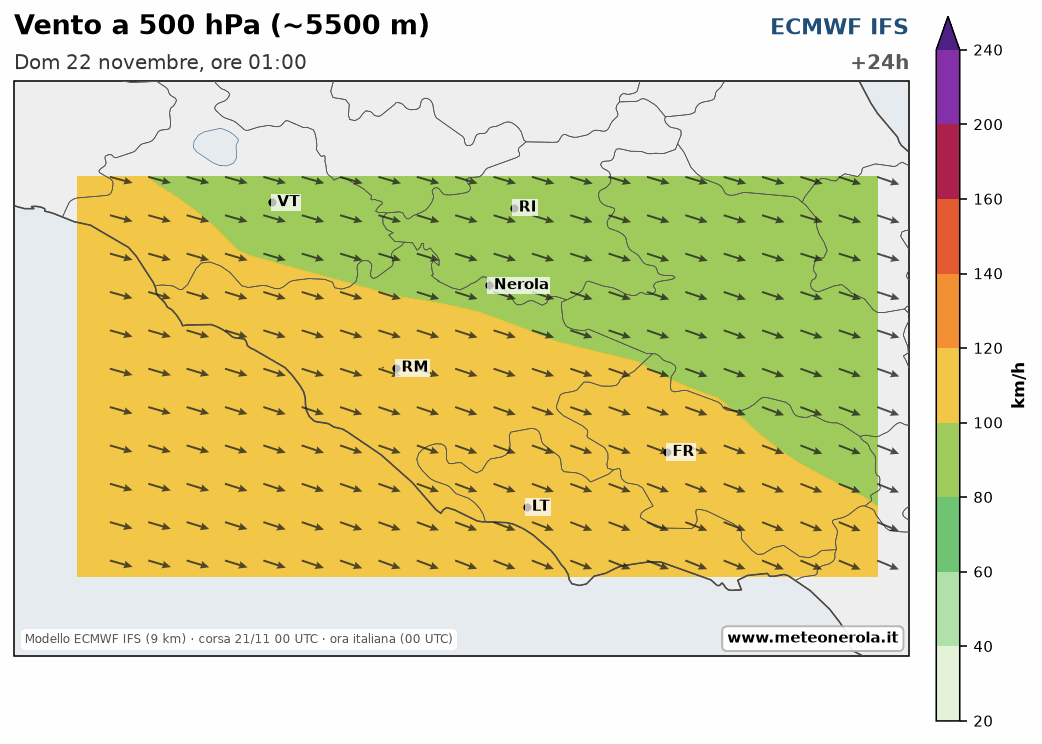 Vento a 500 hPa (~5500 m)
ECMWF IFS
Dom 22 novembre, ore 01:00
+24h
240
200
160
140
120
100
80
60
40
20
km/h
VT
RI
Nerola
RM
FR
LT
Modello ECMWF IFS (9 km) · corsa 21/11 00 UTC · ora italiana (00 UTC)
www.meteonerola.it